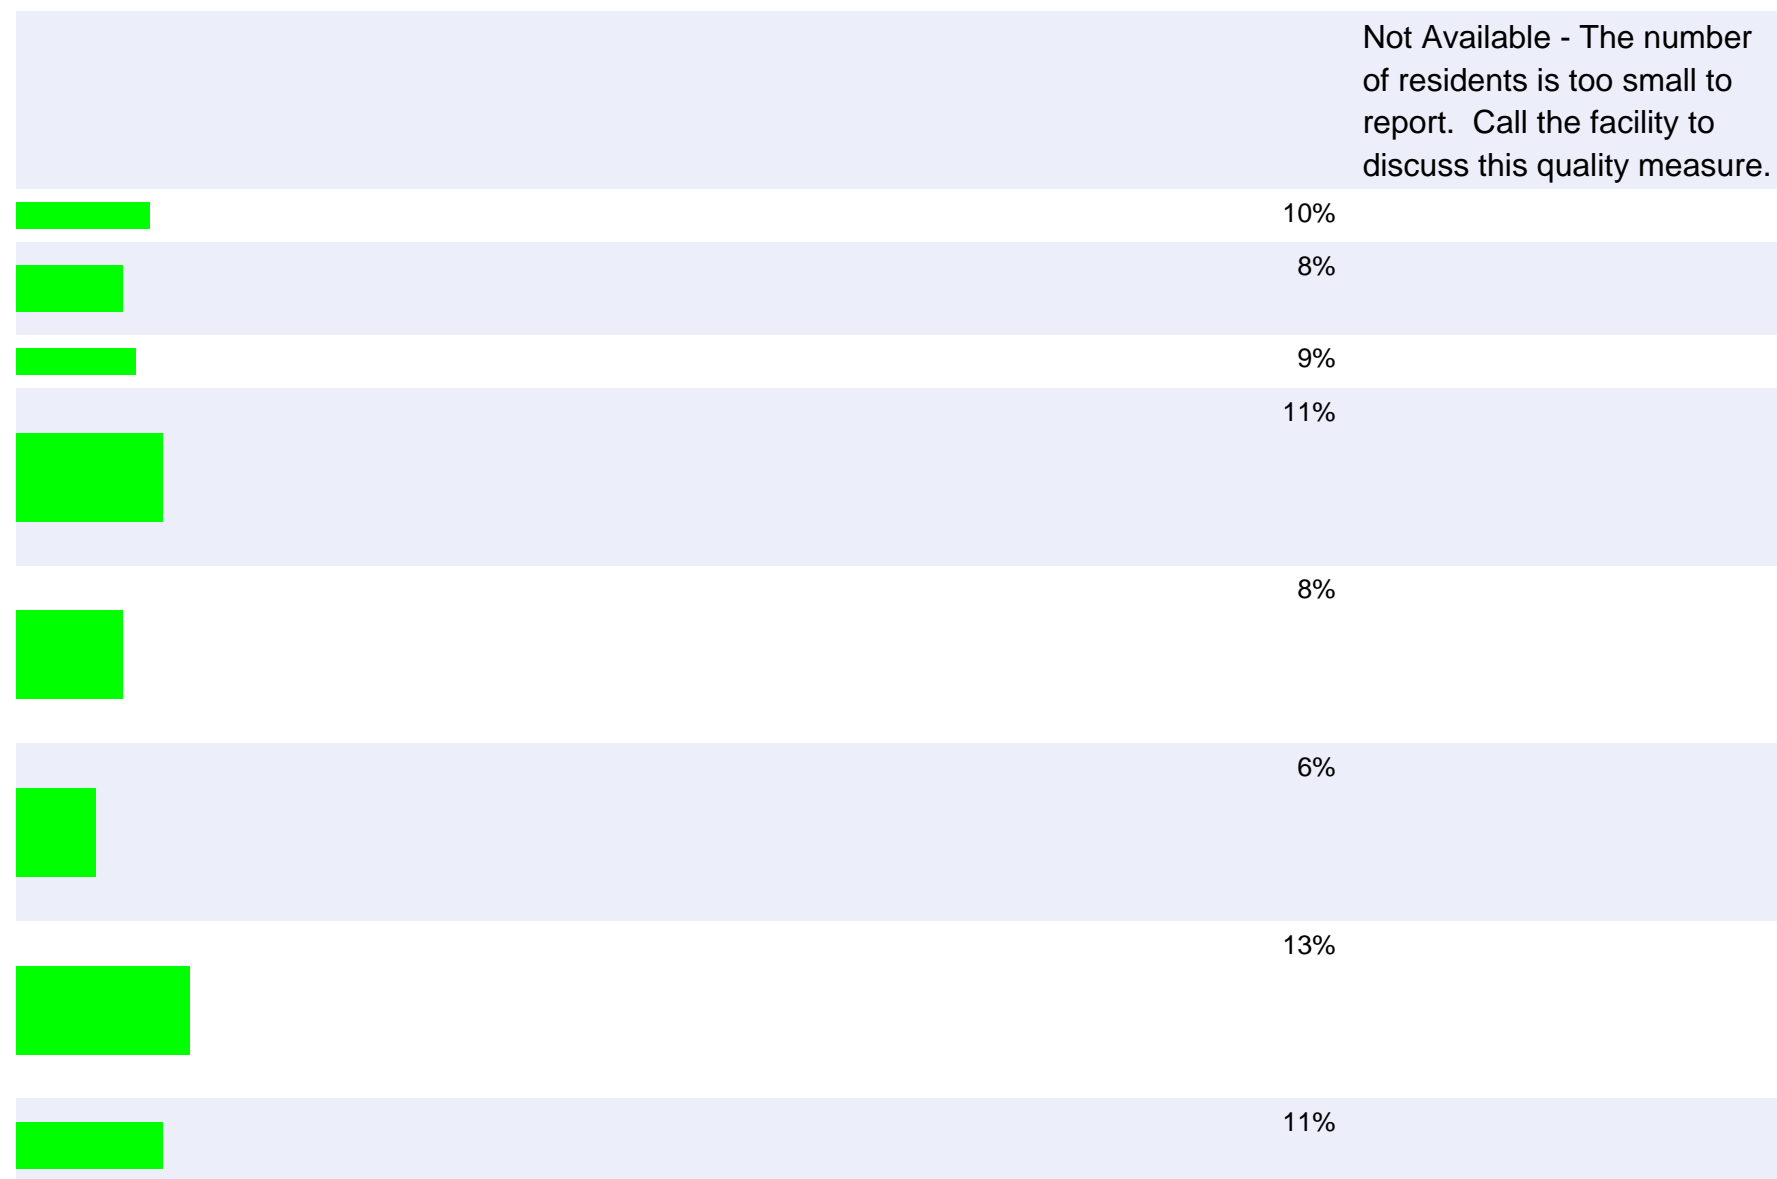 Not Available - The number
of residents is too small to
report.  Call the facility to
discuss this quality measure.
10%
8%
9%
11%
8%
6%
13%
11%